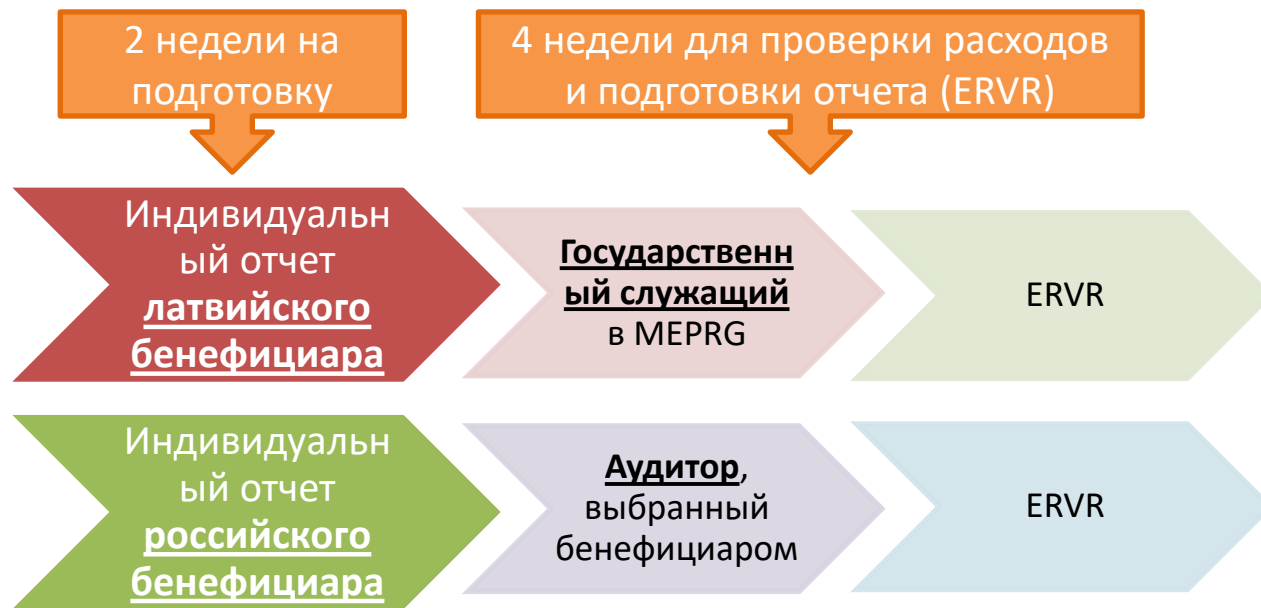 2 недели на
подготовку
4 недели для проверки расходов
и подготовки отчета (ERVR)
Индивидуальн
ый отчет
латвийского
бенефициара
Государственн
ый служащий
в MEPRG
ERVR
Индивидуальн
ый отчет
российского
бенефициара
Аудитор,
выбранный
бенефициаром
ERVR